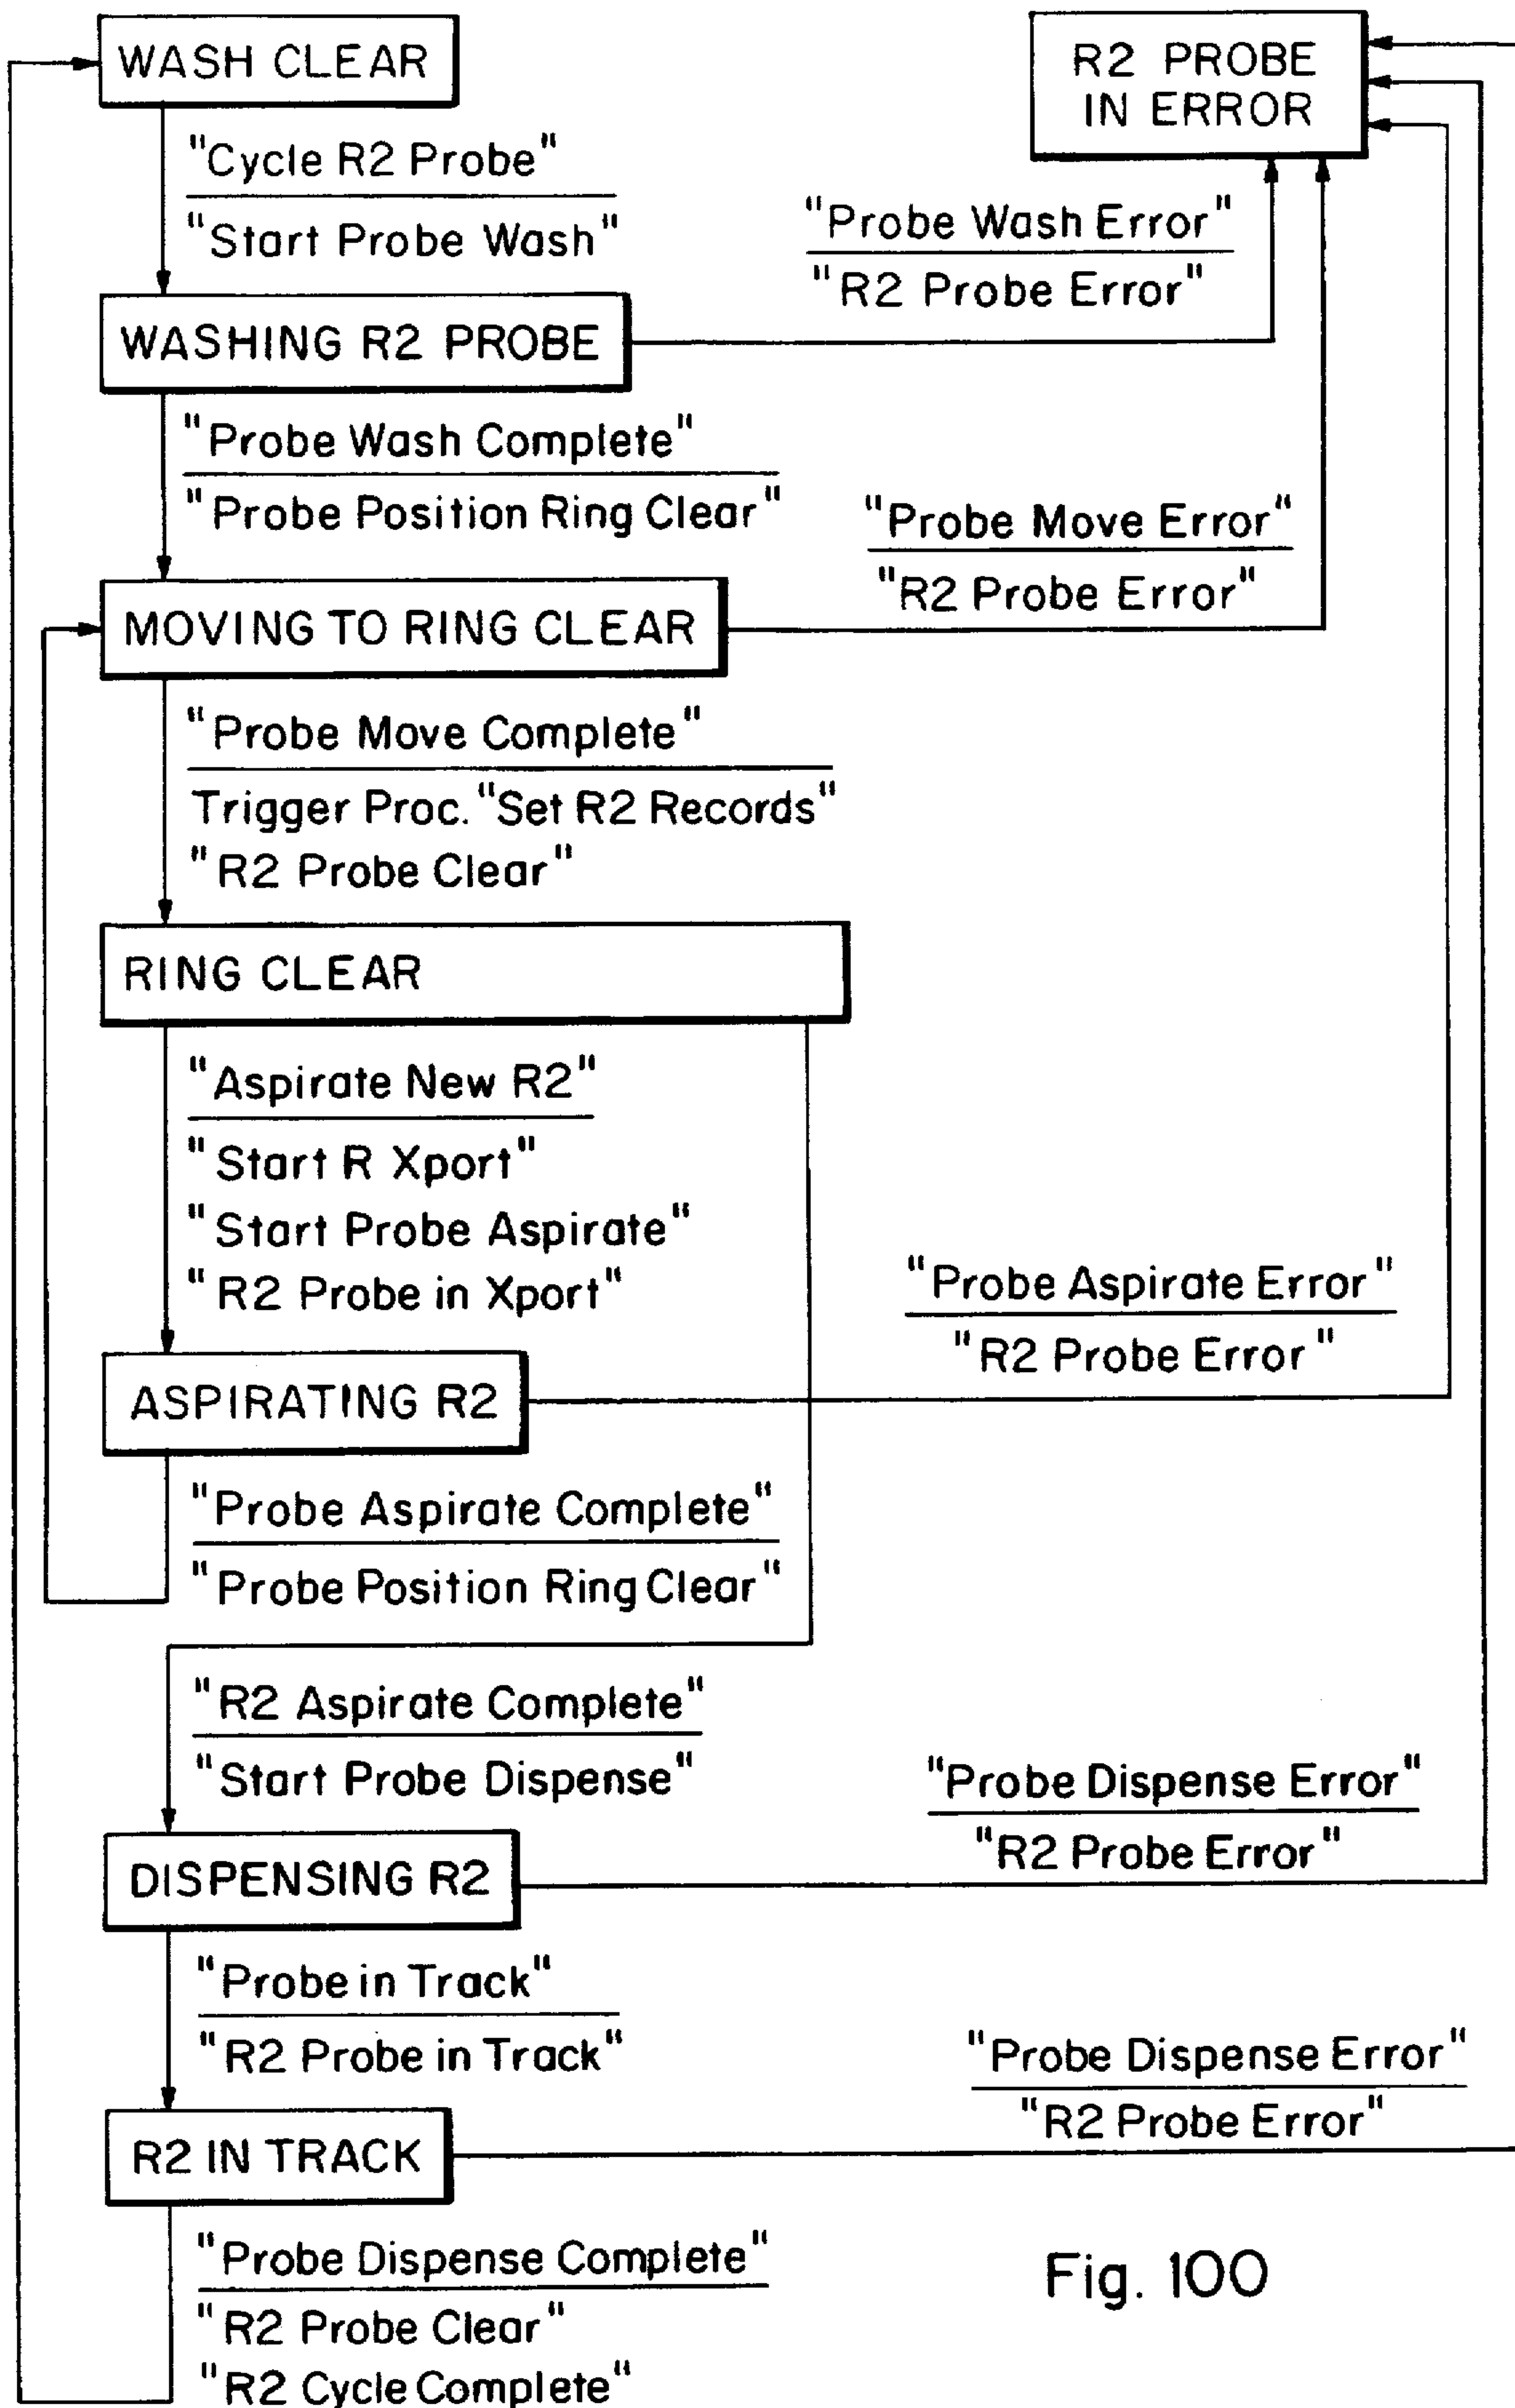 WASH CLEAR
R2 PROBE
IN ERROR
"Cycle R2 Probe"
"Start Probe Wash"
"Probe Wash Error"
"R2 Probe Error"
WASHING R2 PROBE
"Probe Wash Complete"
"Probe Position Ring Clear"
"Probe Move Error"
"R2 Probe Error"
MOVING TO RING CLEAR
"Probe Move Complete"
Trigger Proc. "Set R2 Records"
"R2 Probe Clear"
RING CLEAR
"Aspirate New R2"
"Start R Xport"
"Start Probe Aspirate"
"R2 Probe in Xport"
"Probe Aspirate Error"
"R2 Probe Error"
ASPIRATING R2
"Probe Aspirate Complete"
"Probe Position Ring Clear"
"R2 Aspirate Complete"
"Start Probe Dispense"
"Probe Dispense Error"
"R2 Probe Error"
DISPENSING R2
"Probe in Track"
"R2 Probe in Track"
"Probe Dispense Error"
"R2 Probe Error"
R2 IN TRACK
"Probe Dispense Complete"
"R2 Probe Clear"
"R2 Cycle Complete"
Fig. 100